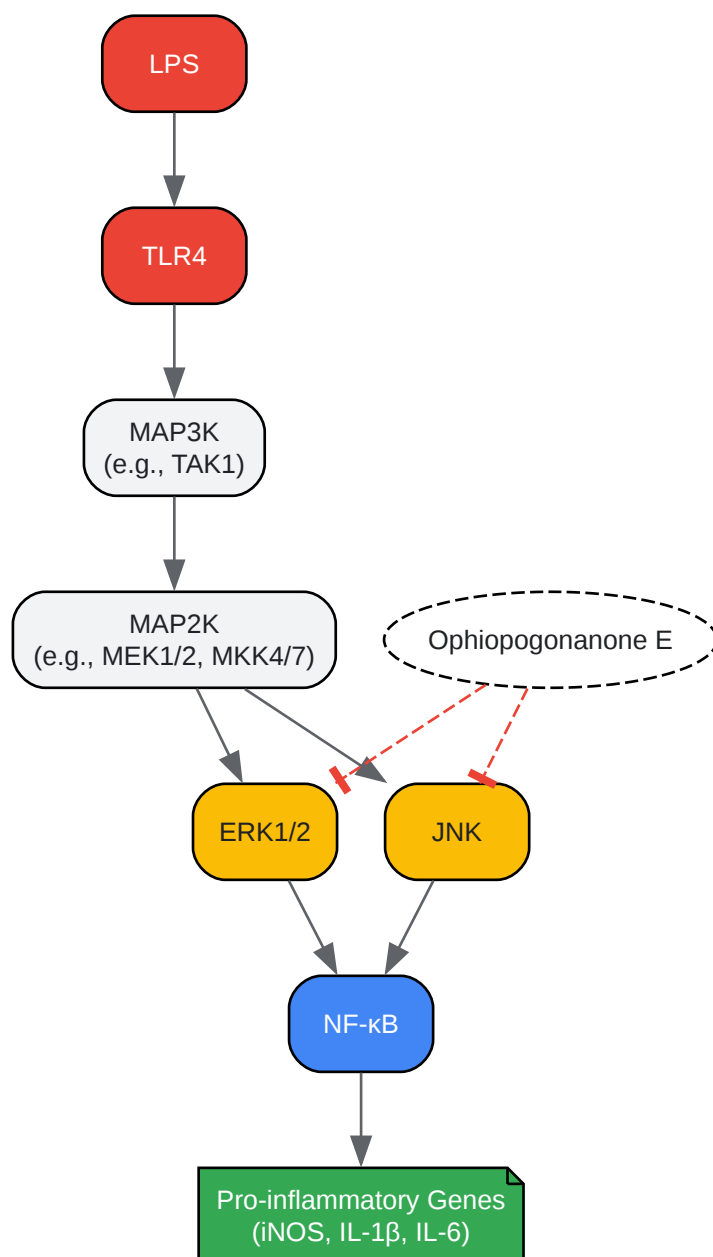 LPS
TLR4
MAP3K
(e.g., TAK1)
MAP2K
(e.g., MEK1/2, MKK4/7)
Ophiopogonanone E
ERK1/2
JNK
NF-κB
Pro-inflammatory Genes
(iNOS, IL-1β, IL-6)